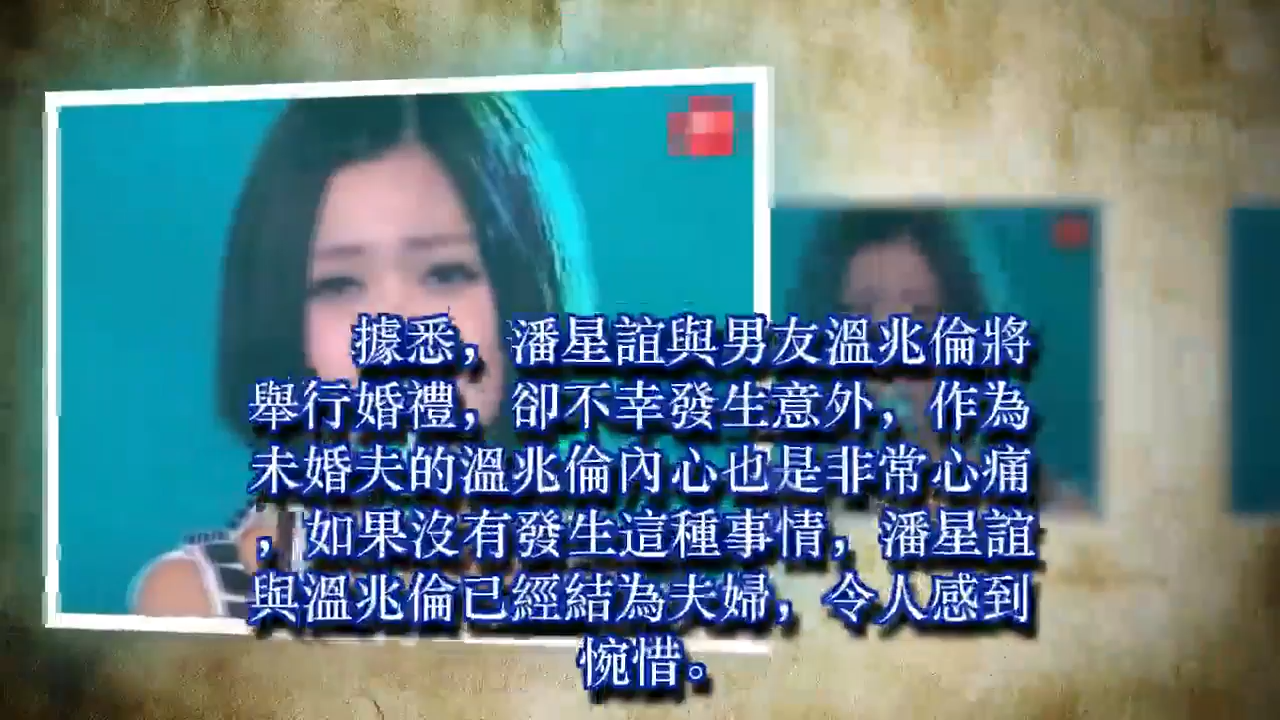 據悉，潘星誼與男友溫兆倫將
舉行婚禮，卻不幸發生意外，作為
未婚夫的溫兆倫內心也是非常心痛
，如果沒有發生這種事情，潘星誼
與溫兆倫已經結為夫婦，令人感到
惋惜。